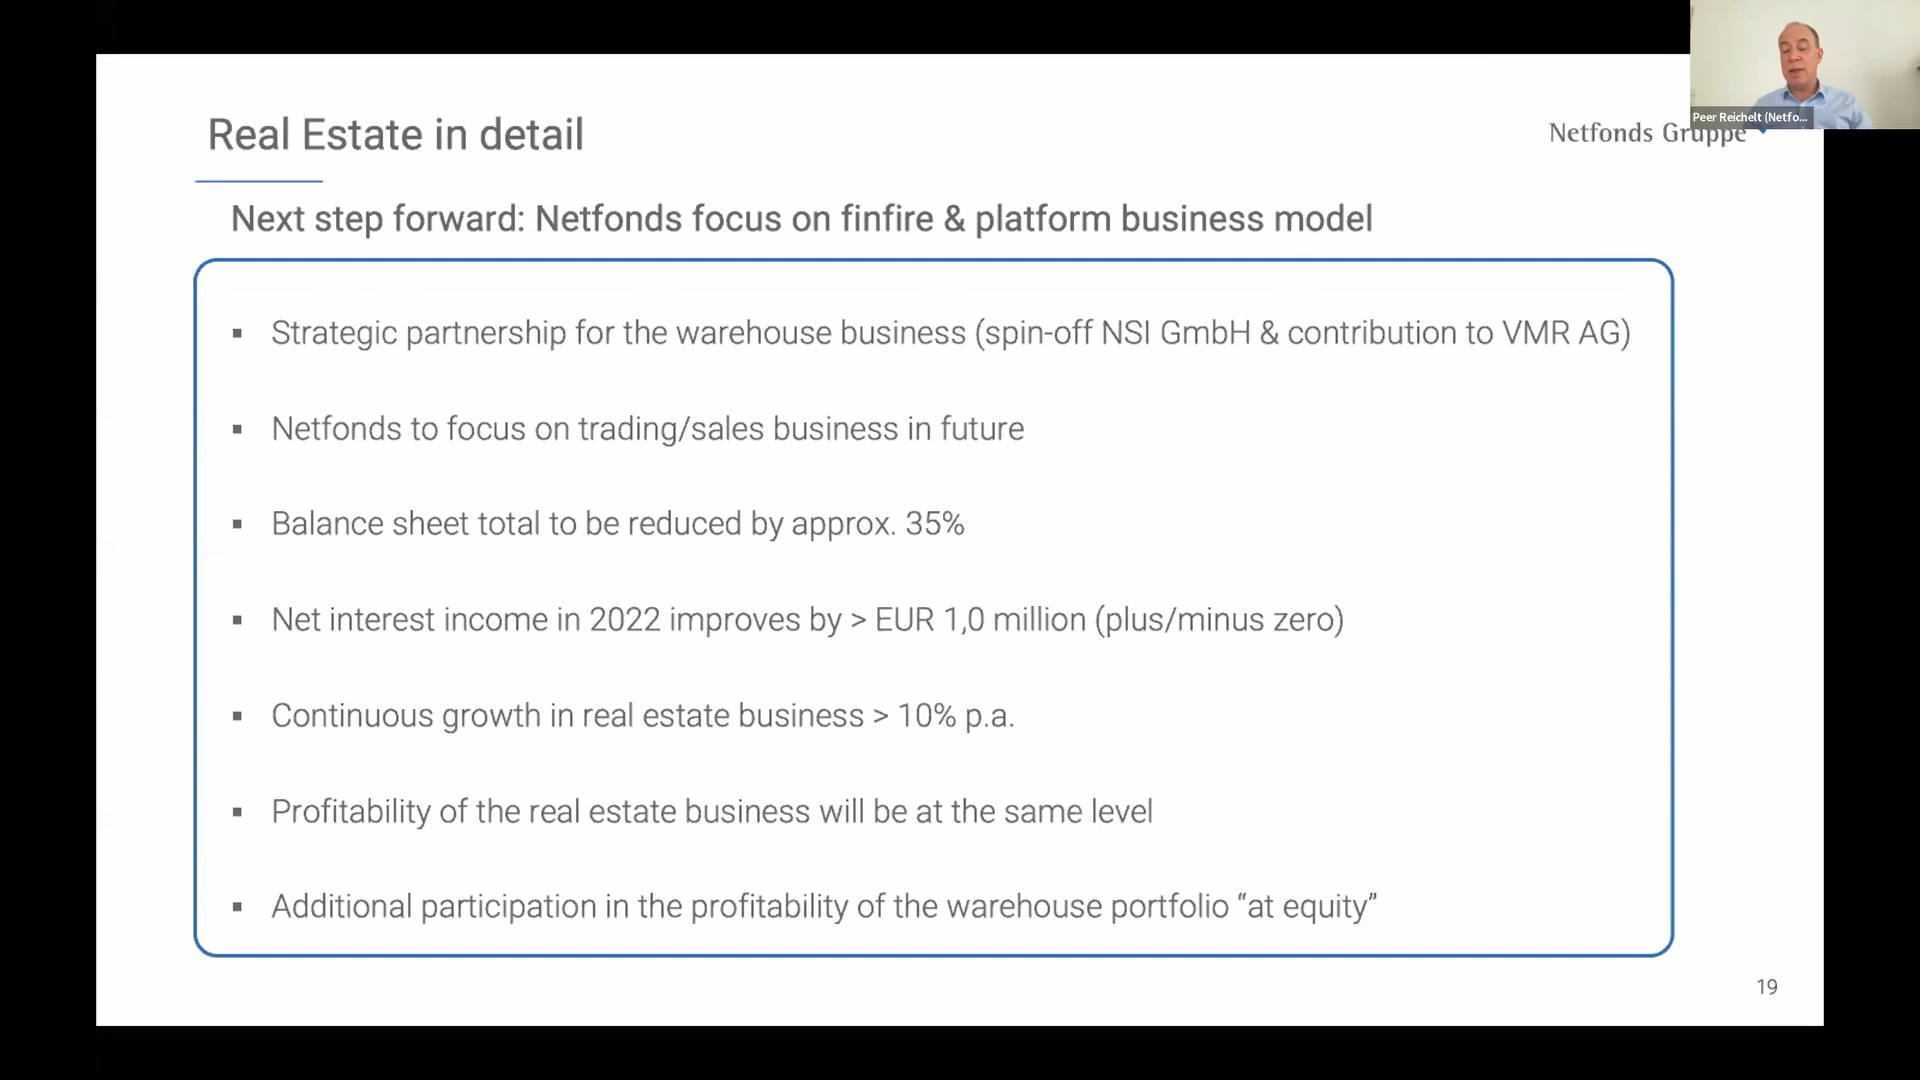 Peer Reichelt (Netfo...
Real Estate in detail
Netfonds Gruppe
Next step forward: Netfonds focus on finfire & platform business model
▪ Strategic partnership for the warehouse business (spin-off NSI GmbH & contribution to VMR AG)
▪ Netfonds to focus on trading/sales business in future
▪ Balance sheet total to be reduced by approx. 35%
▪ Net interest income in 2022 improves by > EUR 1,0 million (plus/minus zero)
▪ Continuous growth in real estate business > 10% p.a.
▪ Profitability of the real estate business will be at the same level
▪ Additional participation in the profitability of the warehouse portfolio “at equity”
19